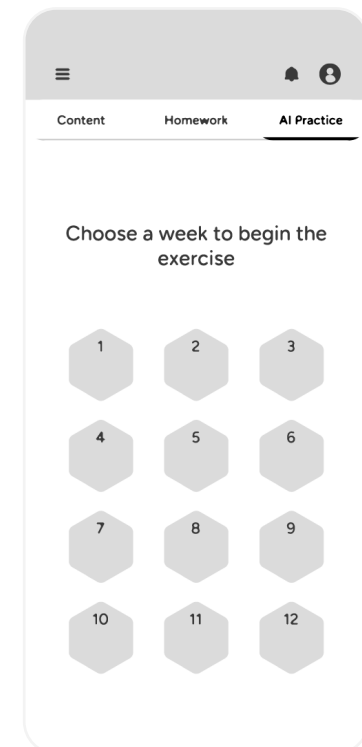 Content Homework AI Practice
Choose a week to begin the
exercise
1 2 3
4 5 6
7 8 9
10 11 12